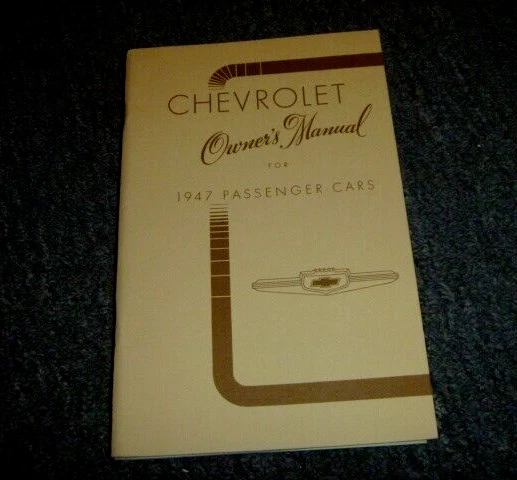 CHEVROLET
Owner's Manual
FOR
1947 PASSENGER CARS